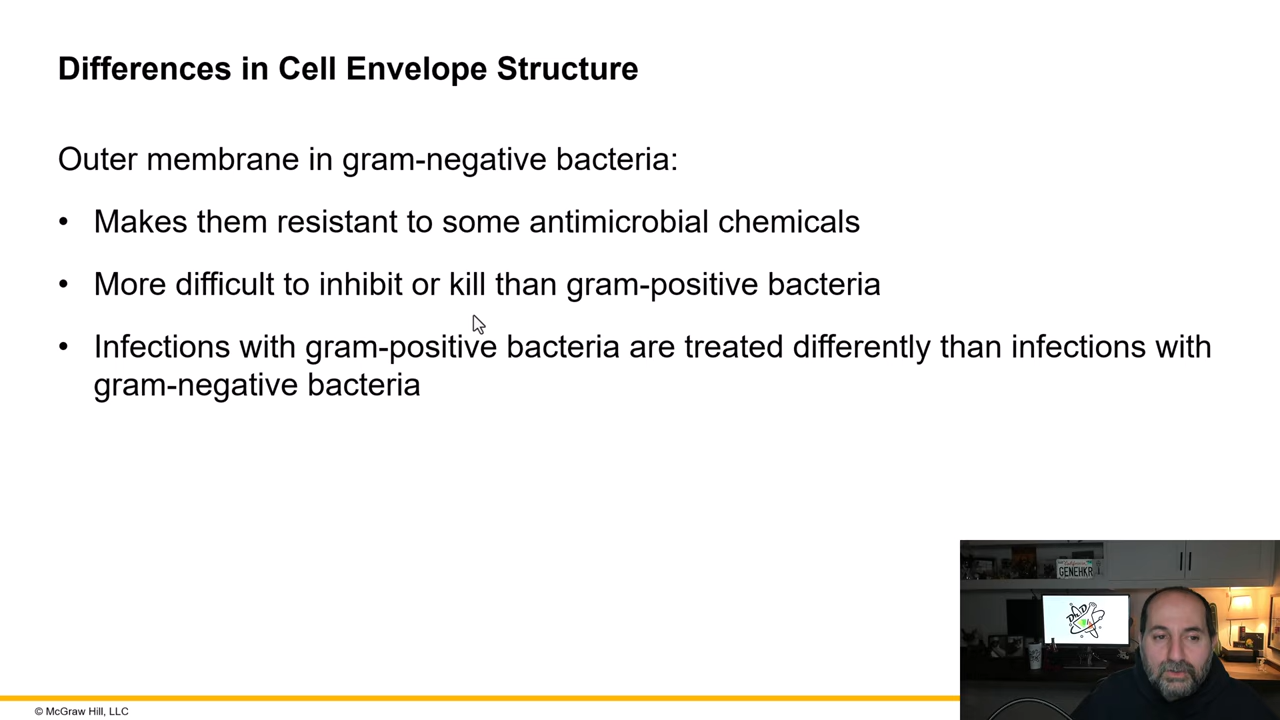 Differences in Cell Envelope Structure
Outer membrane in gram-negative bacteria:
• Makes them resistant to some antimicrobial chemicals
• More difficult to inhibit or kill than gram-positive bacteria
• Infections with gram-positive bacteria are treated differently than infections with
gram-negative bacteria
California
GENEHKR
© McGraw Hill, LLC